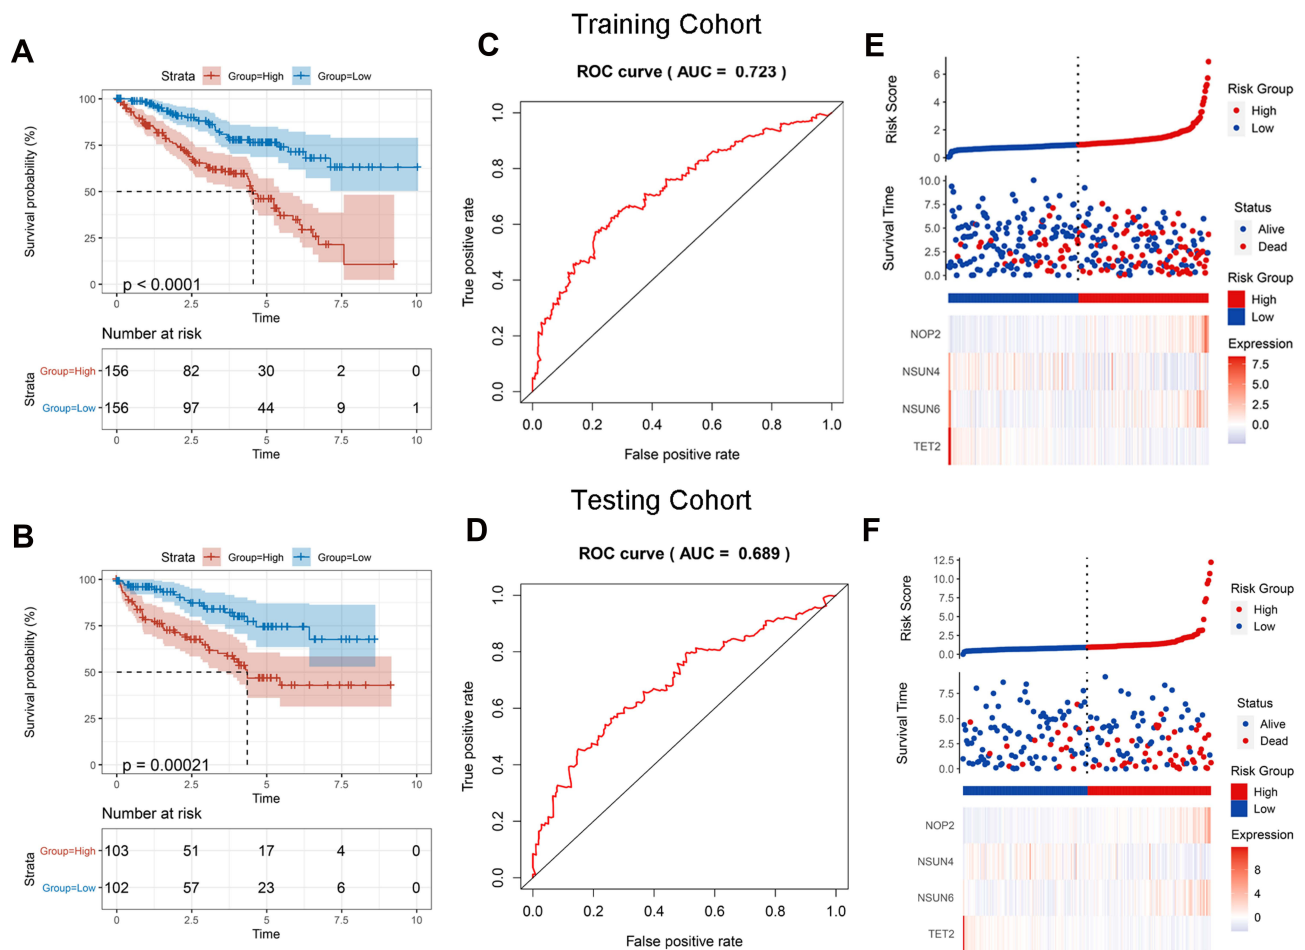 Training Cohort
A
Strata Group=High Group=Low
Survival probability (%)
100
75
50
25
0
p < 0.0001
0 2.5 5 7.5 10
Time
Number at risk
Strata
Group=High 156 82 30 2 0
Group=Low 156 97 44 9 1
0 2.5 5 7.5 10
Time
C
ROC curve ( AUC = 0.723 )
True positive rate
1.0
0.8
0.6
0.4
0.2
0.0
0.0 0.2 0.4 0.6 0.8 1.0
False positive rate
E
Risk Score
6
4
2
0
Risk Group
High
Low
Survival Time
10.0
7.5
5.0
2.5
0.0
Status
Alive
Dead
Risk Group
High
Low
NOP2
NSUN4
NSUN6
TET2
Expression
7.5
5.0
2.5
0.0
Testing Cohort
B
Strata Group=High Group=Low
Survival probability (%)
100
75
50
25
0
p = 0.00021
0 2.5 5 7.5 10
Time
Number at risk
Strata
Group=High 103 51 17 4 0
Group=Low 102 57 23 6 0
0 2.5 5 7.5 10
Time
D
ROC curve ( AUC = 0.689 )
True positive rate
1.0
0.8
0.6
0.4
0.2
0.0
0.0 0.2 0.4 0.6 0.8 1.0
False positive rate
F
Risk Score
12.5
10.0
7.5
5.0
2.5
0.0
Risk Group
High
Low
Survival Time
7.5
5.0
2.5
0.0
Status
Alive
Dead
Risk Group
High
Low
NOP2
NSUN4
NSUN6
TET2
Expression
8
4
0